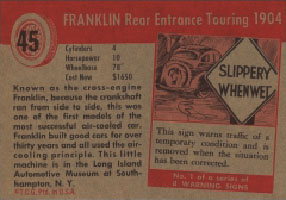 FRANKLIN Rear Entrance Touring 1904
45
Cylinders 4
Horsepower 10
Wheelbase 78"
Cost New $1650
Known as the cross-engine
Franklin, because the crankshaft
ran from side to side, this was
one of the first models of the
most successful air-cooled car.
Franklin built good cars for over
thirty years and all used the air-
cooling principle. This little
machine is in the Long Island
Automotive Museum at South-
hampton, N. Y.
SLIPPERY
WHEN WET
This sign warns traffic of a
temporary condition and is
removed when the situation
has been corrected.
No. 1 of a series of
WARNING SIGNS